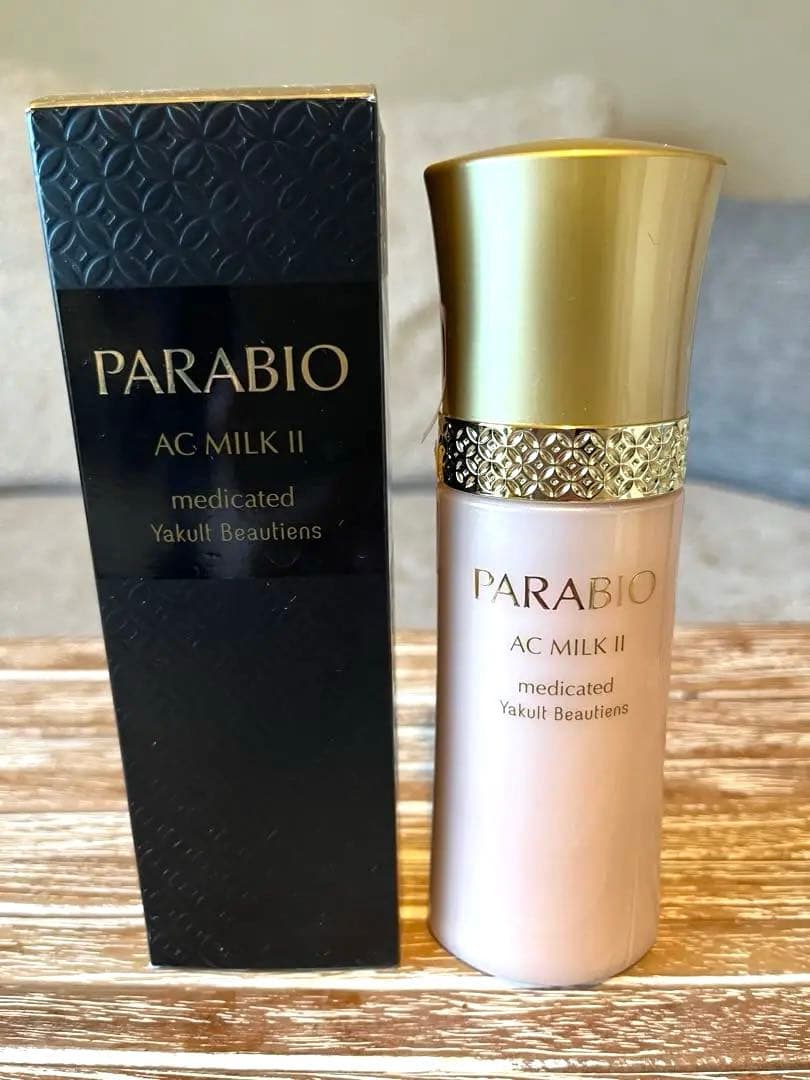 PARABIO
AC MILK II
medicated
Yakult Beautiens
PARABIO
AC MILK II
medicated
Yakult Beautiens